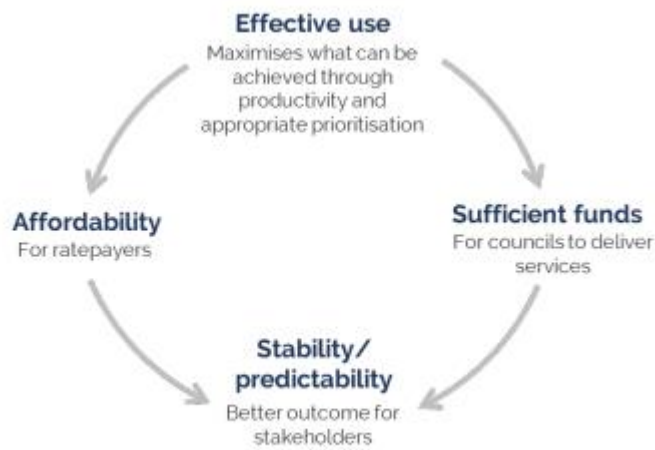 Effective use
Maximises what can be
achieved through
productivity and
appropriate prioritisation
Affordability
For ratepayers
Sufficient funds
For councils to deliver
services
Stability/
predictability
Better outcome for
stakeholders